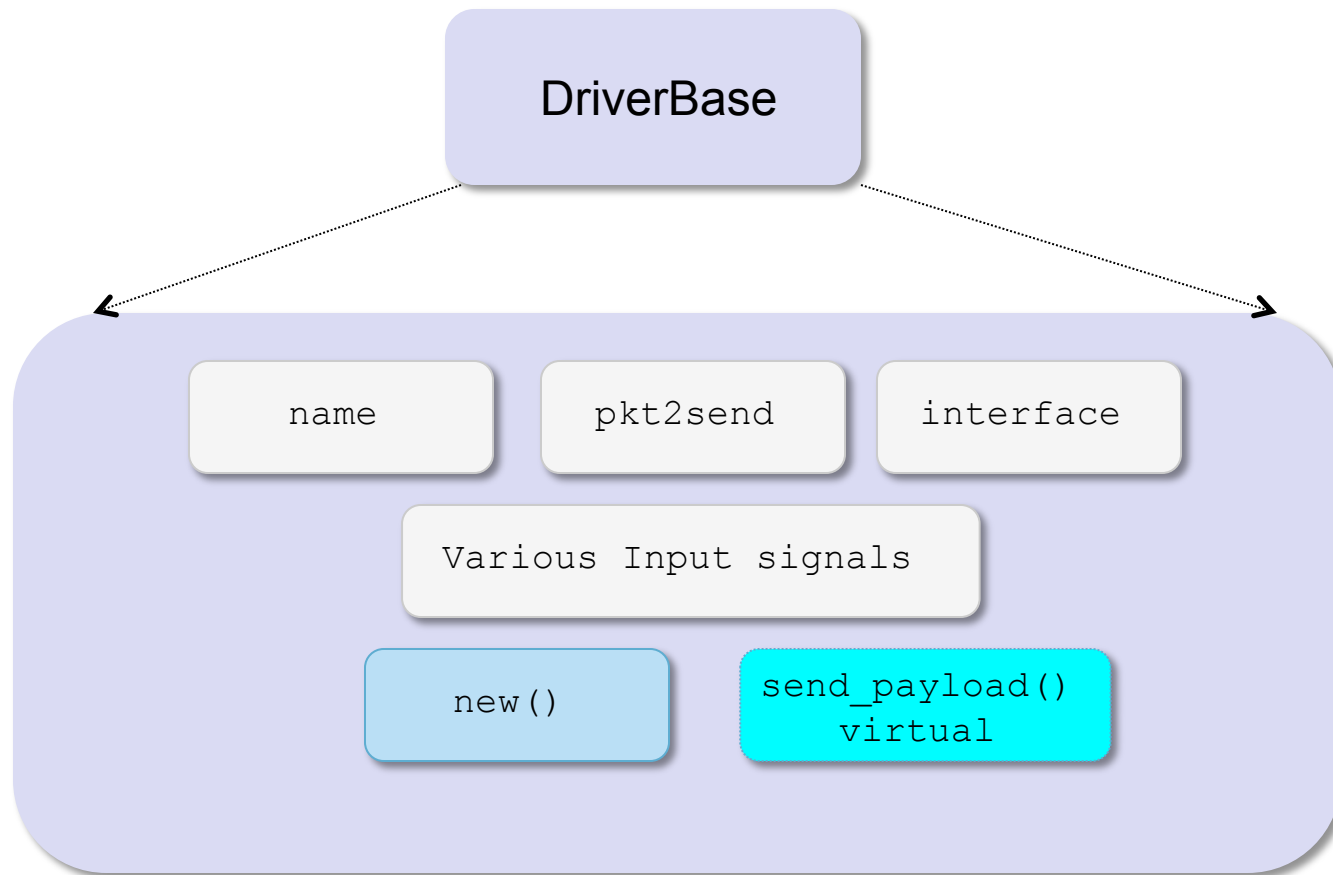 DriverBase
name
pkt2send
interface
Various Input signals
new()
send_payload()
virtual